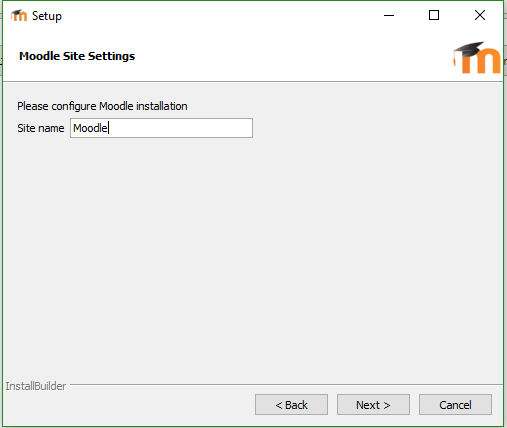 Setup
Moodle Site Settings
Please configure Moodle installation
Site name Moodle
InstallBuilder
< Back Next > Cancel